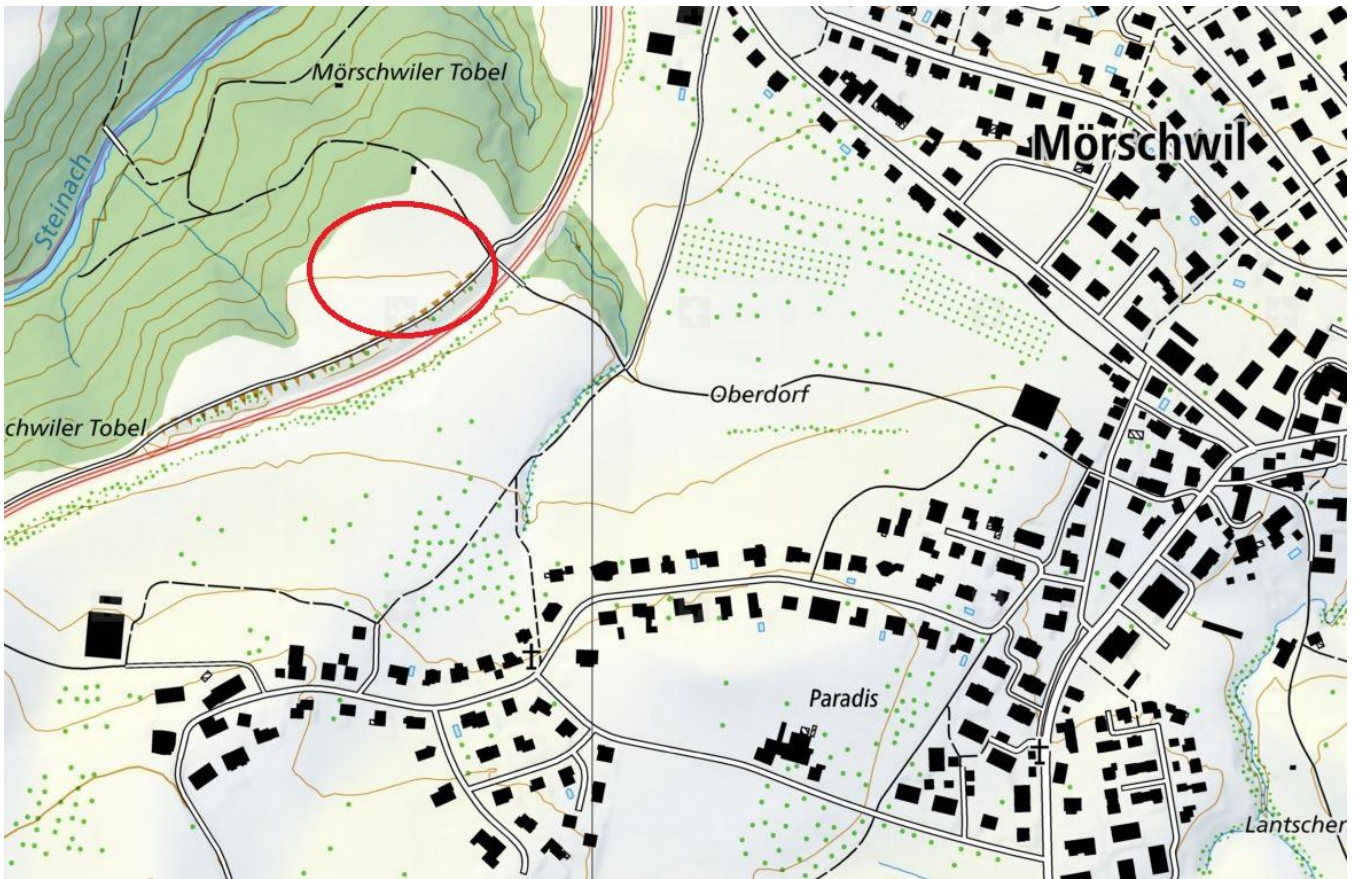 Mörschwiler Tobel
Mörschwil
Steinach
Oberdorf
chwiler Tobel
Paradis
Lantscher